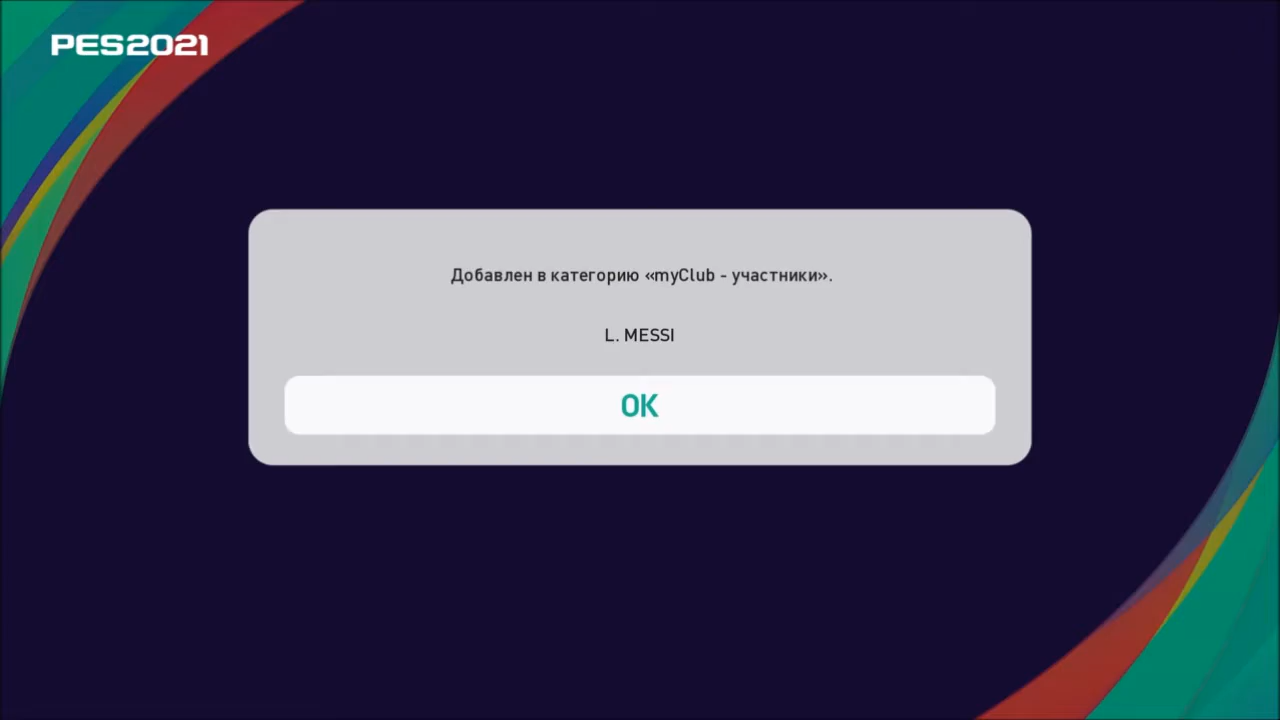 PES2021
Добавлен в категорию «myClub - участники».
L. MESSI
OK